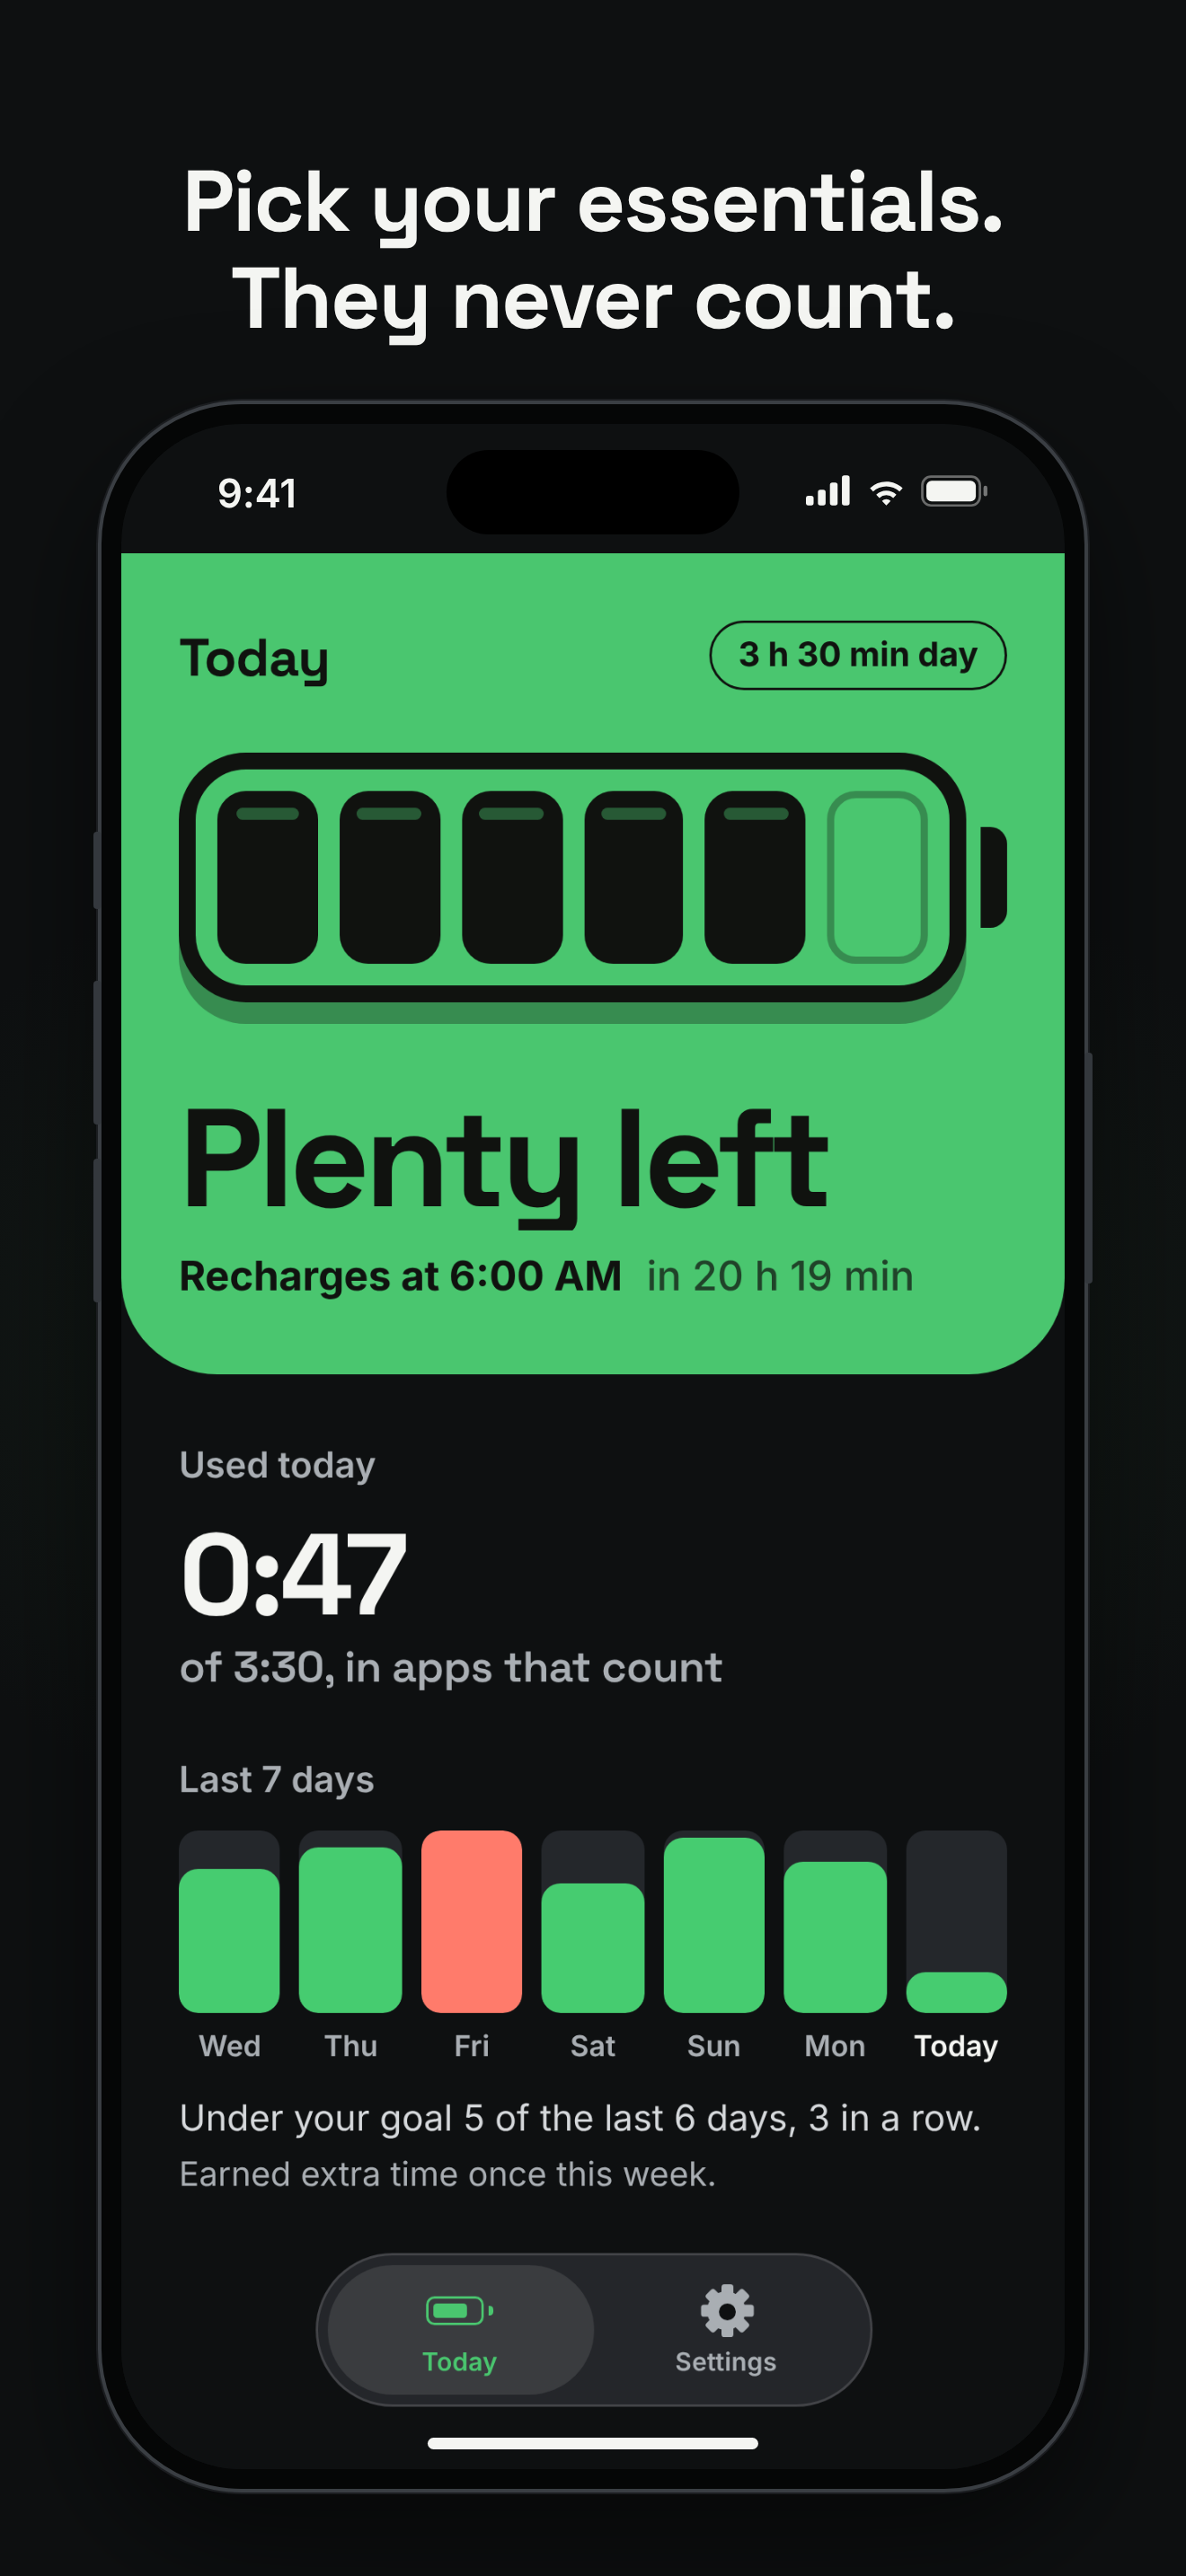 Pick your essentials.
They never count.
9:41
Today
3 h 30 min day
Plenty left
Recharges at 6:00 AM in 20 h 19 min
Used today
0:47
of 3:30, in apps that count
Last 7 days
Wed Thu Fri Sat Sun Mon Today
Under your goal 5 of the last 6 days, 3 in a row.
Earned extra time once this week.
Today Settings